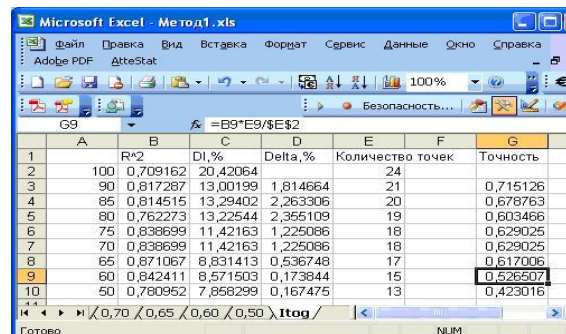 Microsoft Excel - Метод1.xls
Файл Правка Вид Вставка Формат Сервис Данные Окно Справка
Adobe PDF AtteStat
100%
Безопасность...
G9 fx =B9*E9/$E$2
A B C D E F G
1 R^2 DI,% Delta,% Количество точек Точность
2 100 0,709162 20,42064 24
3 90 0,817287 13,00199 1,814664 21 0,715126
4 85 0,814515 13,29402 2,263306 20 0,678763
5 80 0,762273 13,22544 2,355109 19 0,603466
6 75 0,838699 11,42163 1,225086 18 0,629025
7 70 0,838699 11,42163 1,225086 18 0,629025
8 65 0,871067 8,831413 0,536748 17 0,617006
9 60 0,842411 8,571503 0,173844 15 0,526507
10 50 0,780952 7,858299 0,167475 13 0,423016
0,70 / 0,65 / 0,60 / 0,50 \ Itog /
Готово NUM